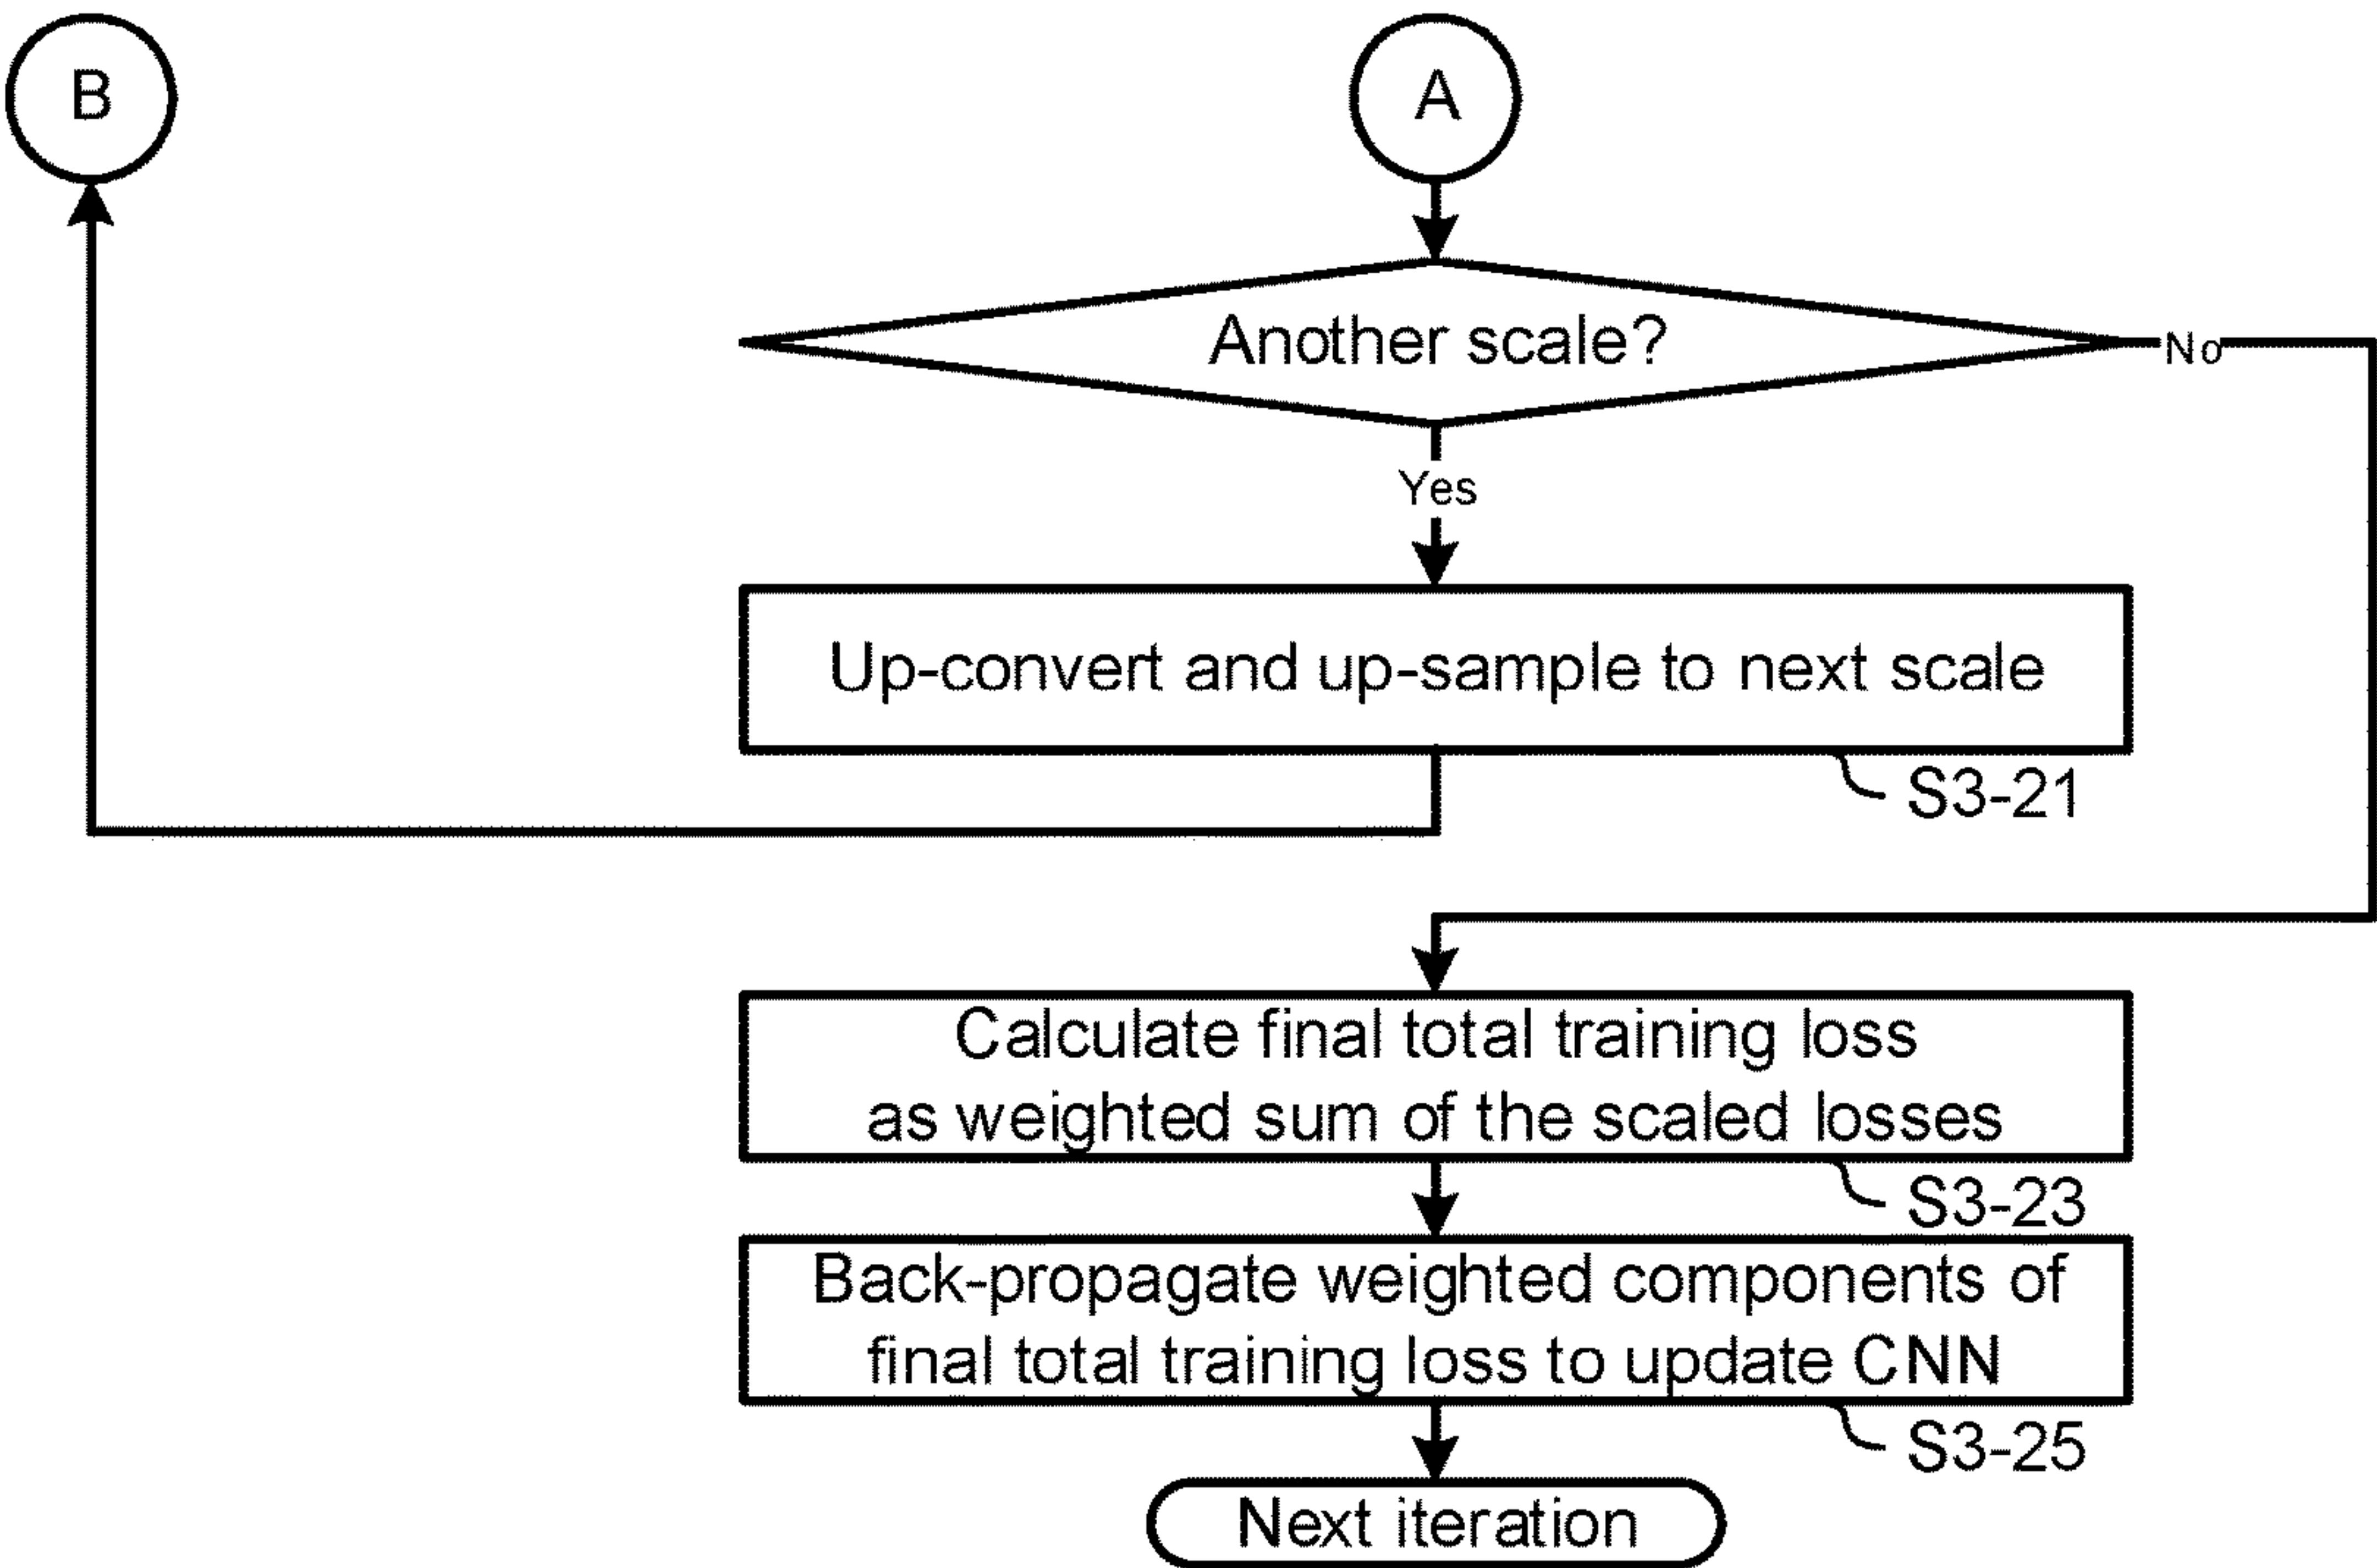 B
A
Another scale?
No
Yes
Up-convert and up-sample to next scale
S3-21
Calculate final total training loss
as weighted sum of the scaled losses
S3-23
Back-propagate weighted components of
final total training loss to update CNN
S3-25
Next iteration